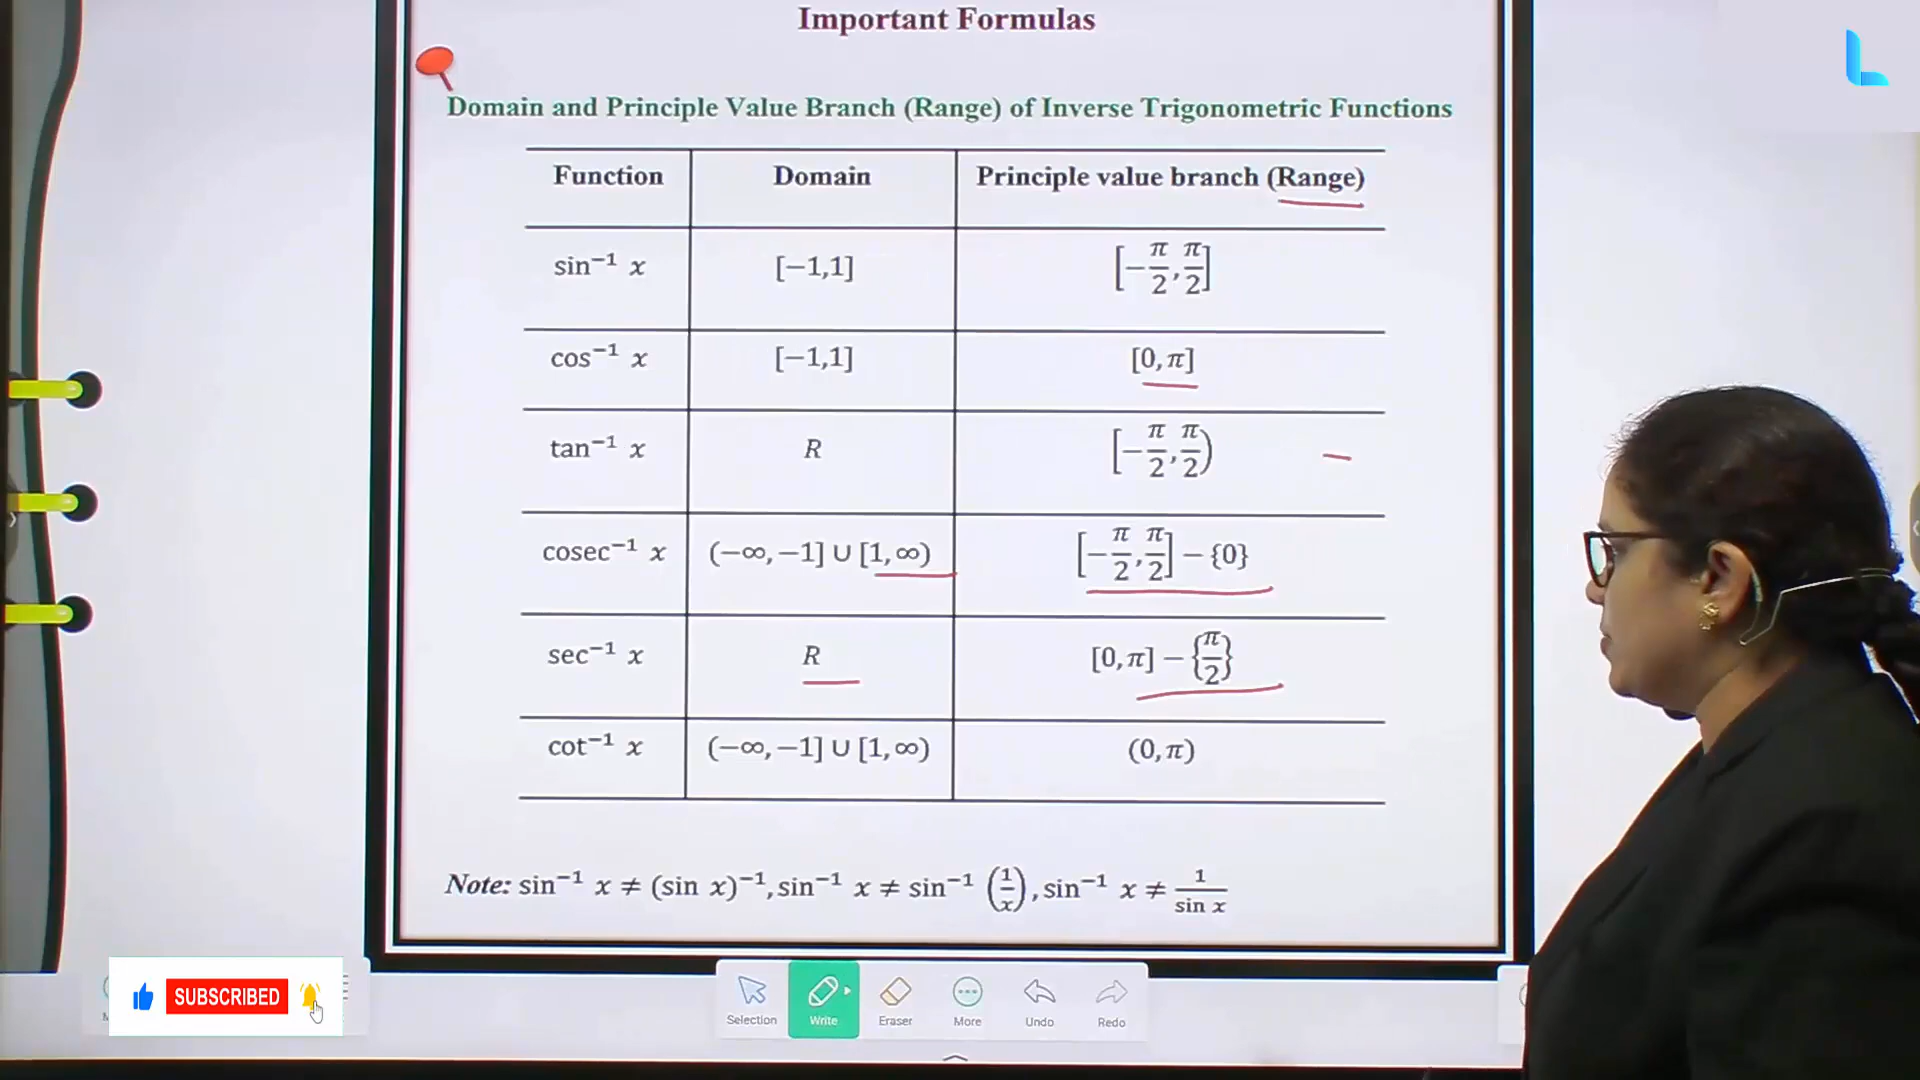 Important Formulas
Domain and Principle Value Branch (Range) of Inverse Trigonometric Functions
Function Domain Principle value branch (Range)
sin⁻¹ x [−1,1] [−π/2, π/2]
cos⁻¹ x [−1,1] [0, π]
tan⁻¹ x R [−π/2, π/2)
cosec⁻¹ x (−∞, −1] ∪ [1, ∞) [−π/2, π/2] − {0}
sec⁻¹ x R [0, π] − {π/2}
cot⁻¹ x (−∞, −1] ∪ [1, ∞) (0, π)
Note: sin⁻¹ x ≠ (sin x)⁻¹, sin⁻¹ x ≠ sin⁻¹ (1/x), sin⁻¹ x ≠ 1/sin x
SUBSCRIBED
Selection Write Eraser More Undo Redo